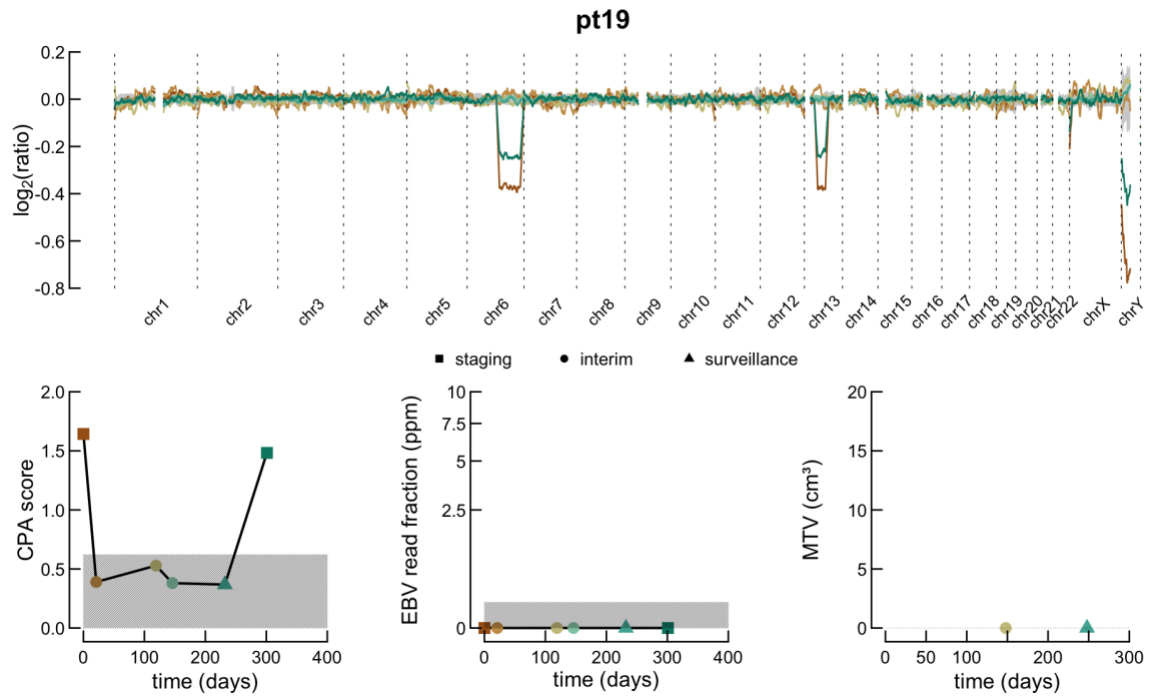 pt19
0.2
0.0
-0.2
-0.4
-0.6
-0.8
log2(ratio)
chr1 chr2 chr3 chr4 chr5 chr6 chr7 chr8 chr9 chr10 chr11 chr12 chr13 chr14 chr15 chr16 chr17 chr18 chr19 chr20 chr21 chr22 chrX chrY
staging interim surveillance
2.0
1.5
1.0
0.5
0.0
CPA score
0 100 200 300 400
time (days)
10
7.5
5
2.5
0
EBV read fraction (ppm)
0 100 200 300 400
time (days)
20
15
10
5
0
MTV (cm³)
0 50 100 200 300
time (days)